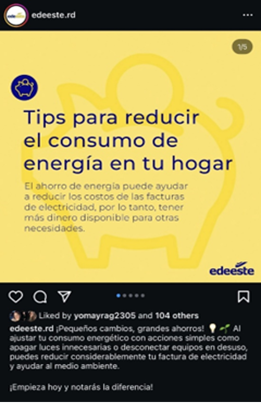 edeeste.rd
1/5
Tips para reducir
el consumo de
energía en tu hogar
El ahorro de energía puede ayudar
a reducir los costos de las facturas
de electricidad, por lo tanto, tener
más dinero disponible para otras
necesidades.
edeeste
Liked by yomayrag2305 and 104 others
edeeste.rd ¡Pequeños cambios, grandes ahorros! 💡🌱 Al
ajustar tu consumo energético con acciones simples como
apagar luces innecesarias o desconectar equipos en desuso,
puedes reducir considerablemente tu factura de electricidad
y ayudar al medio ambiente.
¡Empieza hoy y notarás la diferencia!